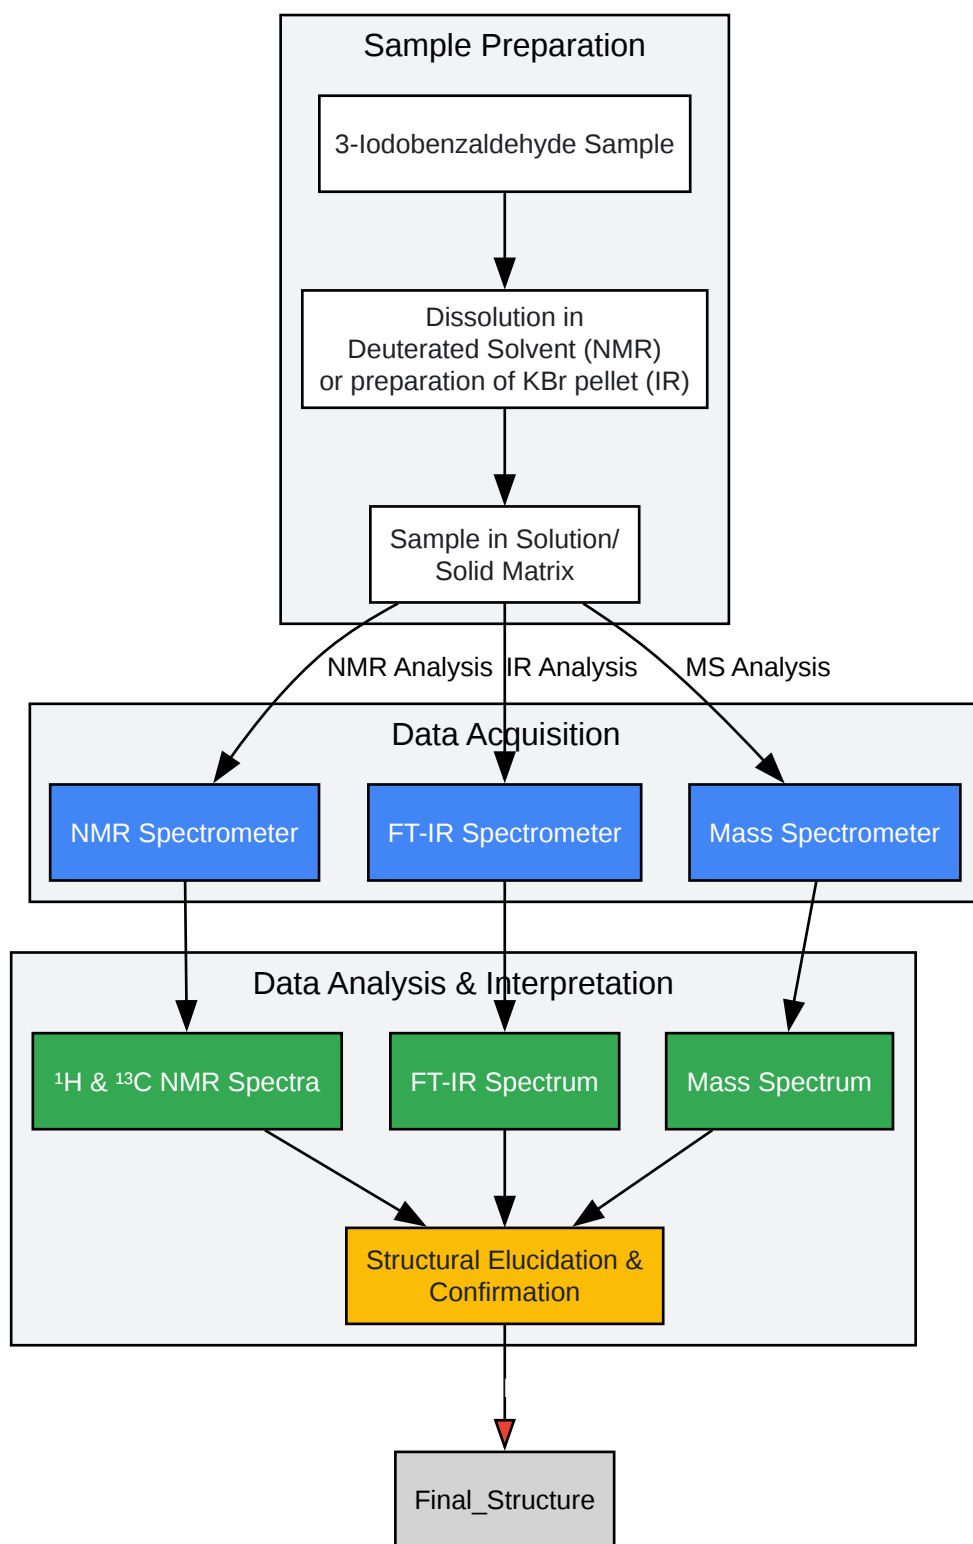 Sample Preparation
3-Iodobenzaldehyde Sample
Dissolution in
Deuterated Solvent (NMR)
or preparation of KBr pellet (IR)
Sample in Solution/
Solid Matrix
NMR Analysis
IR Analysis
MS Analysis
Data Acquisition
NMR Spectrometer
FT-IR Spectrometer
Mass Spectrometer
Data Analysis & Interpretation
¹H & ¹³C NMR Spectra
FT-IR Spectrum
Mass Spectrum
Structural Elucidation &
Confirmation
Final_Structure